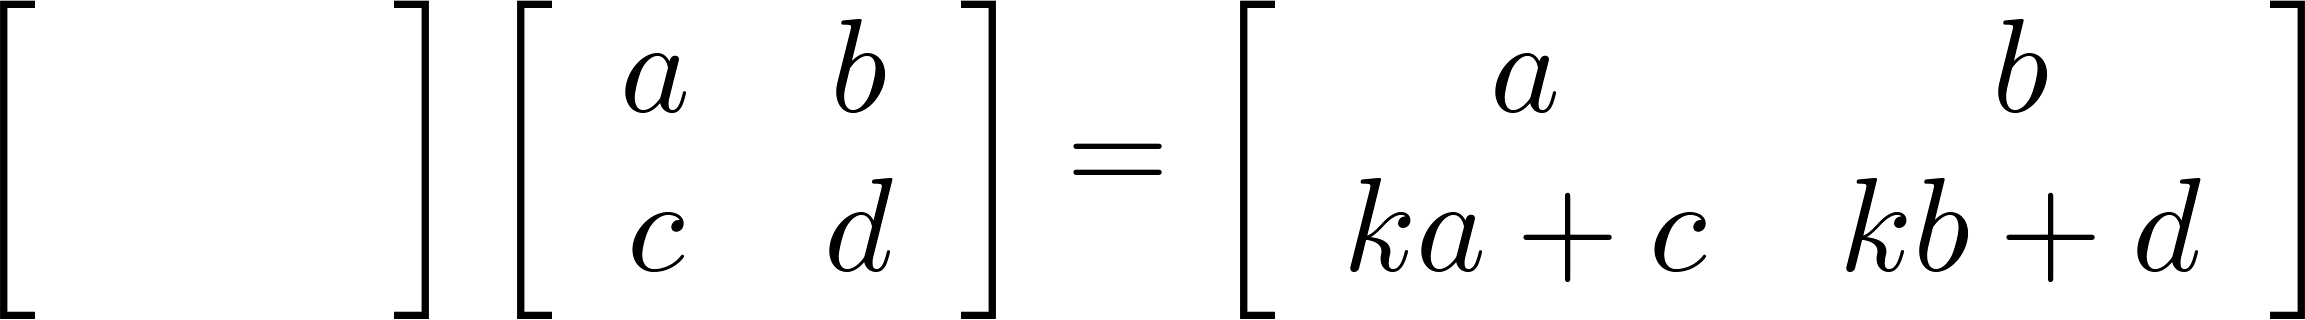 [ ] [ a b ] = [ a b ]
[ ] [ c d ] = [ ka + c kb + d ]